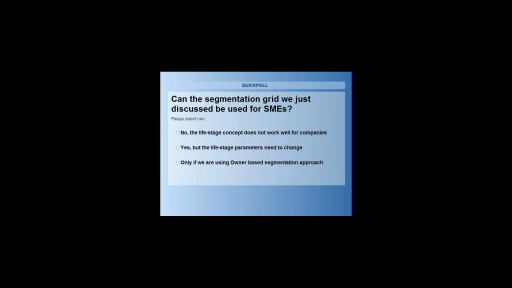 QUICKPOLL
Can the segmentation grid we just
discussed be used for SMEs?
Please select one:
No, the life-stage concept does not work well for companies
Yes, but the life-stage parameters need to change
Only if we are using Owner based segmentation approach